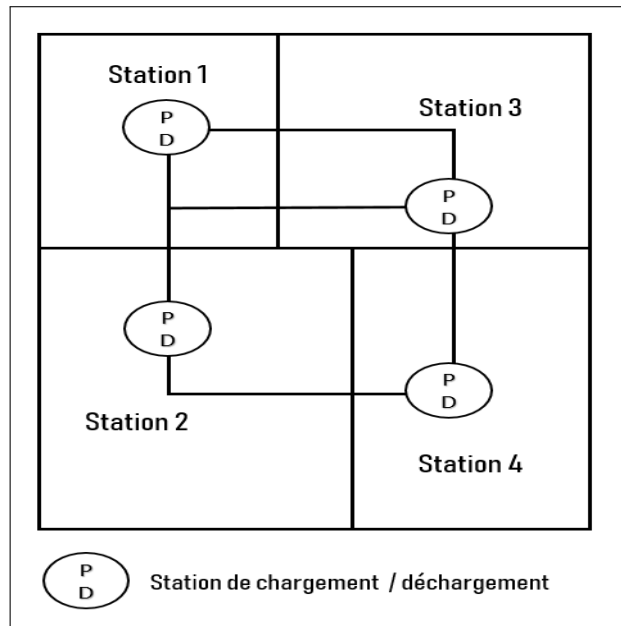 Station 1
P
D
Station 3
P
D
P
D
Station 2
P
D
Station 4
P
D
Station de chargement / déchargement